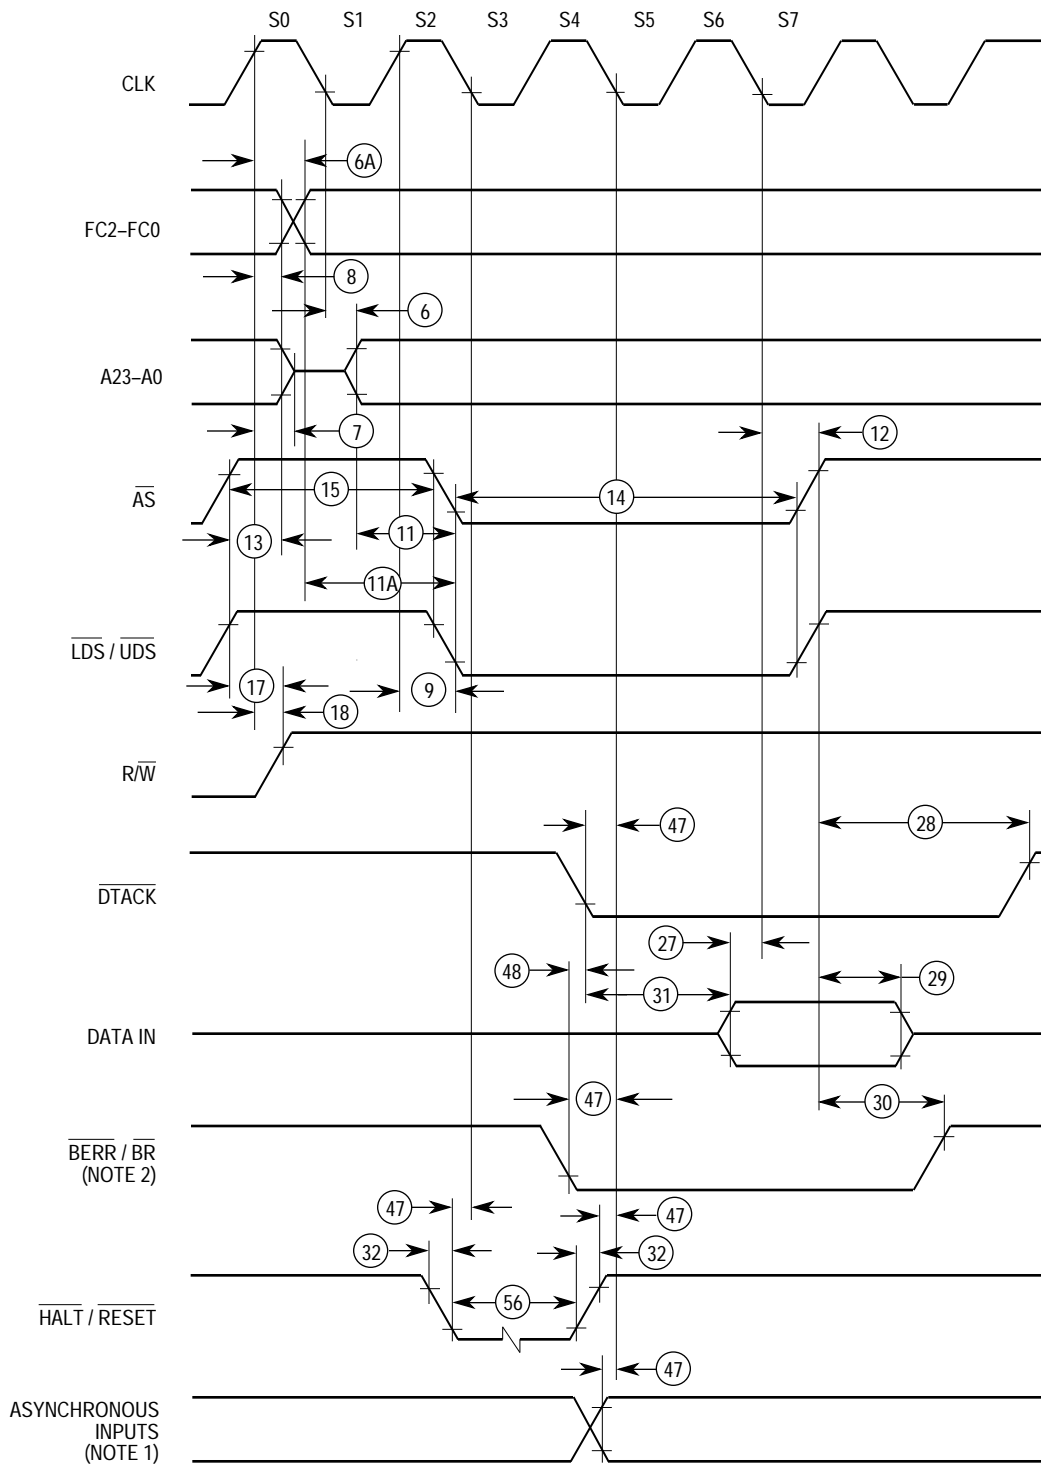 S0 S1 S2 S3 S4 S5 S6 S7
CLK
6A
FC2–FC0
8
6
A23–A0
7
12
AS
15
14
13
11
11A
LDS / UDS
17
9
18
R/W
47
28
DTACK
27
48
31
29
DATA IN
47
30
BERR / BR
(NOTE 2)
47
47
32
32
HALT / RESET
56
47
ASYNCHRONOUS
INPUTS
(NOTE 1)